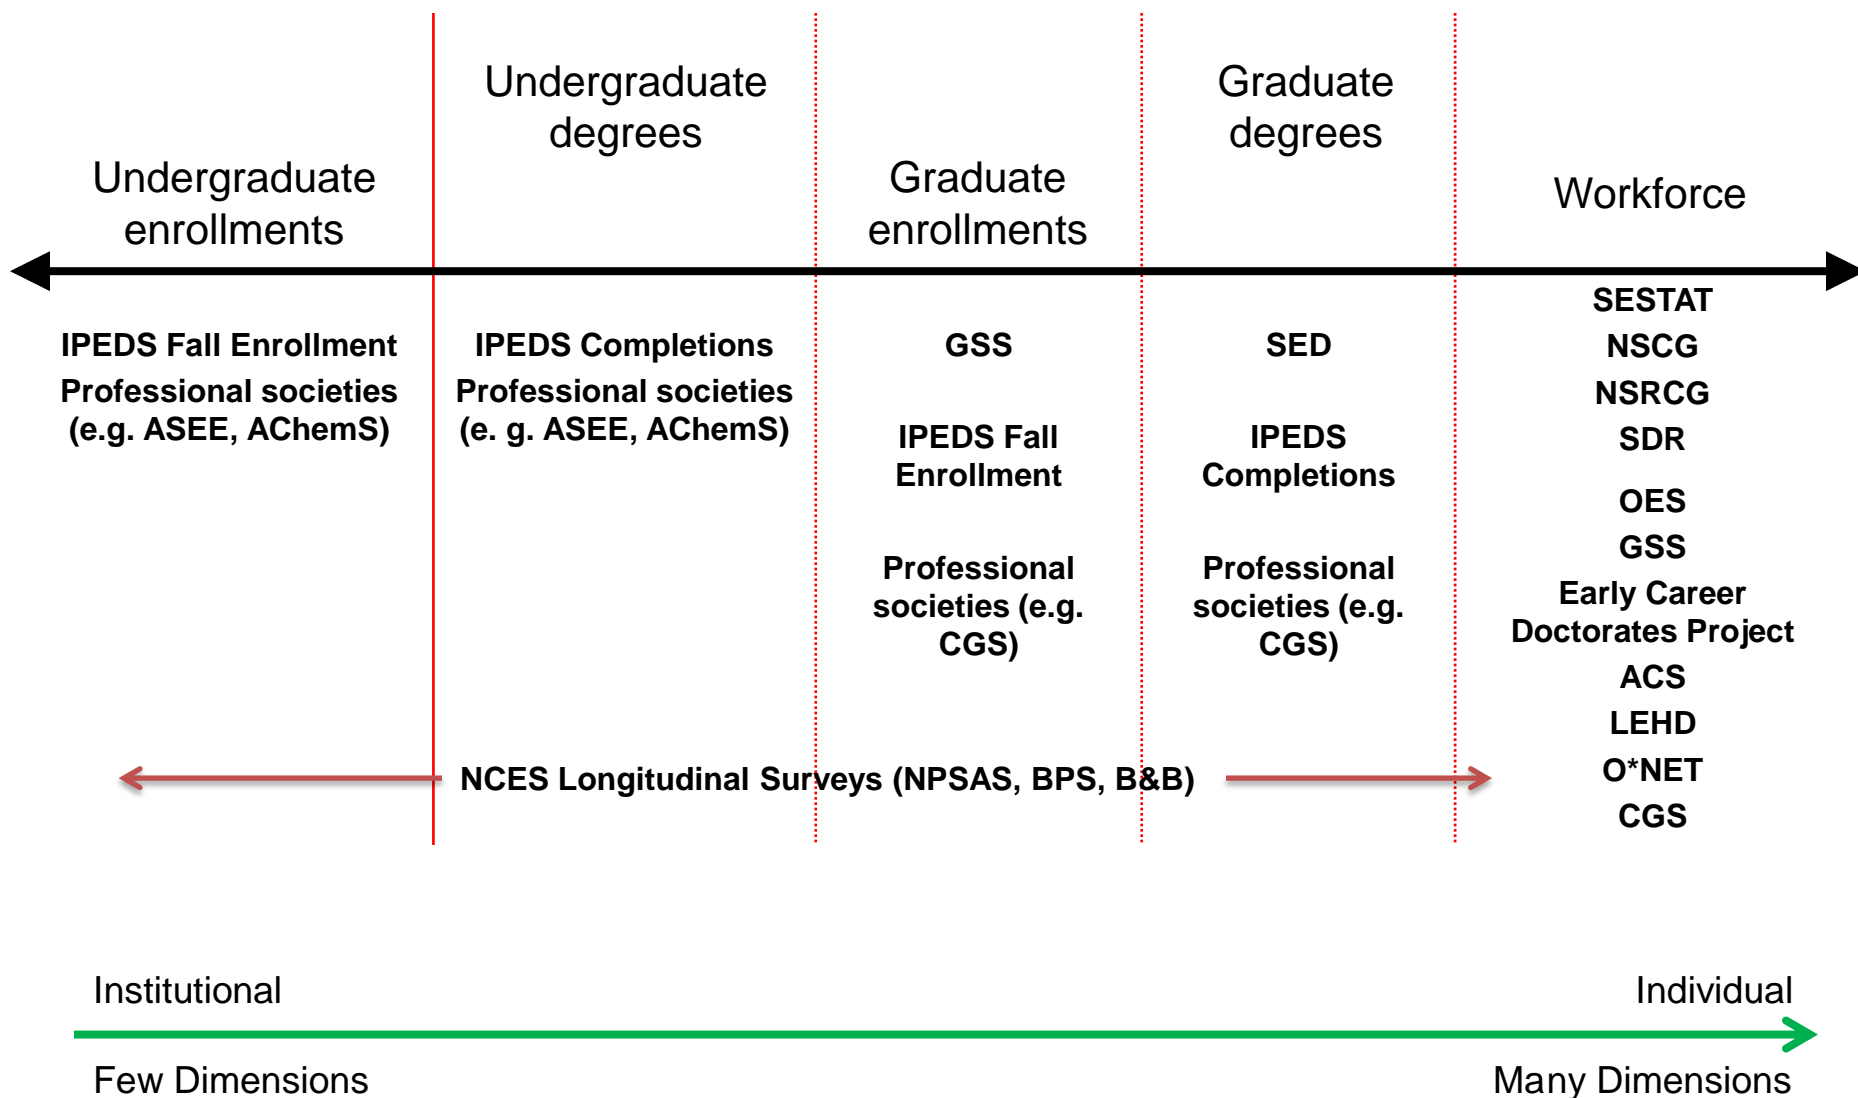 Undergraduate
enrollments
Undergraduate
degrees
Graduate
enrollments
Graduate
degrees
Workforce
IPEDS Fall Enrollment
Professional societies
(e.g. ASEE, AChemS)
IPEDS Completions
Professional societies
(e. g. ASEE, AChemS)
GSS
IPEDS Fall
Enrollment
Professional
societies (e.g.
CGS)
SED
IPEDS
Completions
Professional
societies (e.g.
CGS)
SESTAT
NSCG
NSRCG
SDR
OES
GSS
Early Career
Doctorates Project
ACS
LEHD
O*NET
CGS
NCES Longitudinal Surveys (NPSAS, BPS, B&B)
Institutional
Individual
Few Dimensions
Many Dimensions